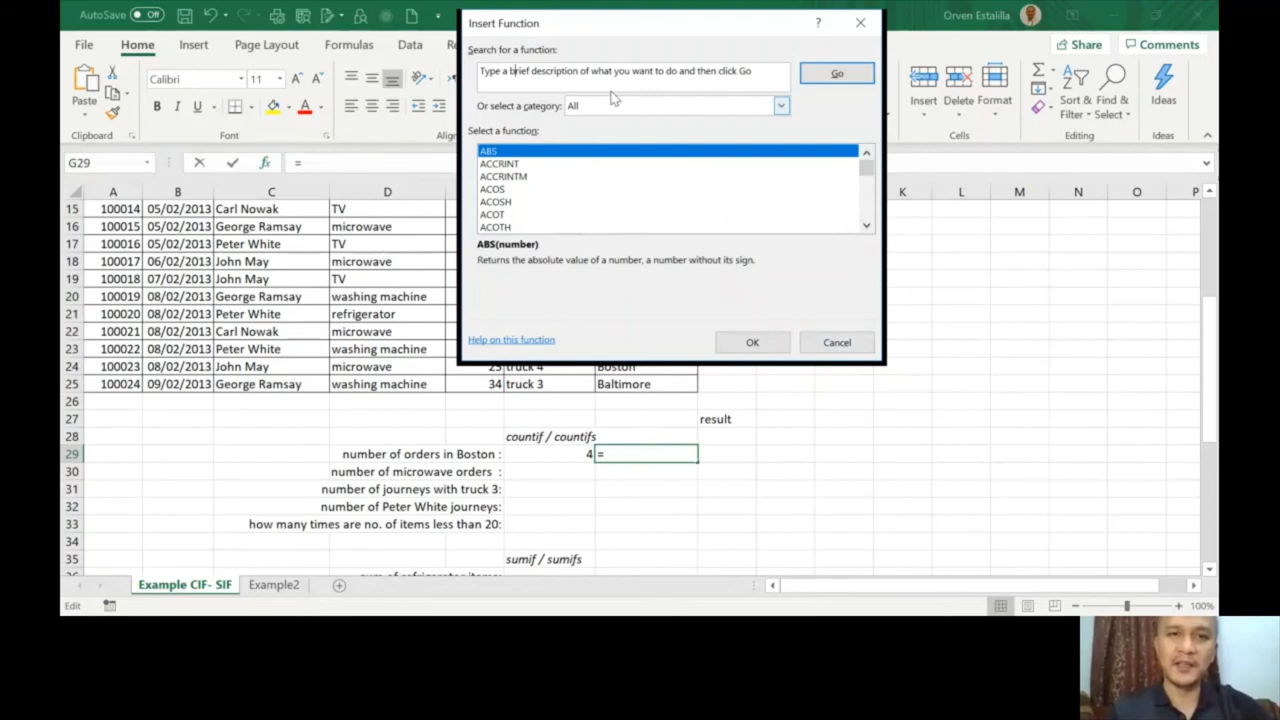 AutoSave Off
Orven Estalilla
File Home Insert Page Layout Formulas Data
Share Comments
Paste
Calibri 11
B I U
Insert Delete Format
Sort & Find &
Filter Select
Ideas
Clipboard Font Cells Editing Ideas
Insert Function
?
Search for a function:
Type a brief description of what you want to do and then click Go
Go
Or select a category: All
Select a function:
ABS
ACCRINT
ACCRINTM
ACOS
ACOSH
ACOT
ACOTH
ABS(number)
Returns the absolute value of a number, a number without its sign.
Help on this function
OK Cancel
G29 fx =
A B C D K L M N O P
15 100014 05/02/2013 Carl Nowak TV
16 100015 05/02/2013 George Ramsay microwave
17 100016 05/02/2013 Peter White TV
18 100017 06/02/2013 John May microwave
19 100018 07/02/2013 John May TV
20 100019 08/02/2013 George Ramsay washing machine
21 100020 08/02/2013 Peter White refrigerator
22 100021 08/02/2013 Carl Nowak microwave
23 100022 08/02/2013 Peter White washing machine
24 100023 08/02/2013 John May microwave 25 truck 4 Boston
25 100024 09/02/2013 George Ramsay washing machine 34 truck 3 Baltimore
26
27 result
28 countif / countifs
29 number of orders in Boston : 4 =
30 number of microwave orders :
31 number of journeys with truck 3:
32 number of Peter White journeys:
33 how many times are no. of items less than 20:
34
35 sumif / sumifs
Example CIF- SIF Example2
Edit
100%